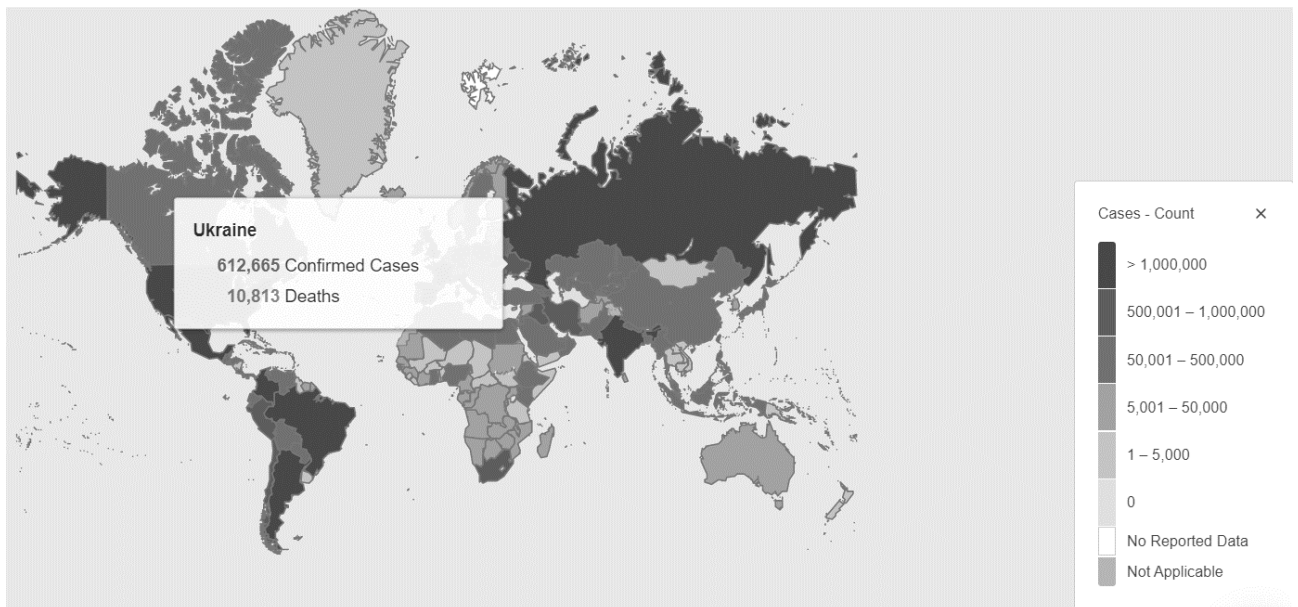 Ukraine
612,665 Confirmed Cases
10,813 Deaths
Cases - Count ×
> 1,000,000
500,001 – 1,000,000
50,001 – 500,000
5,001 – 50,000
1 – 5,000
0
No Reported Data
Not Applicable